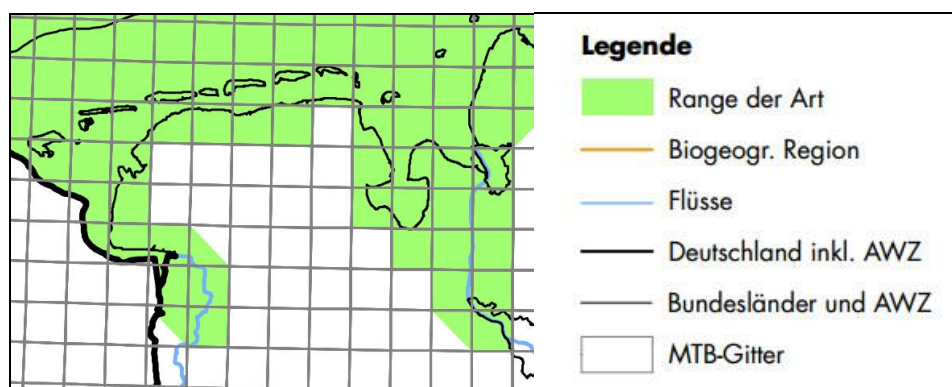 Legende
Range der Art
Biogeogr. Region
Flüsse
Deutschland inkl. AWZ
Bundesländer und AWZ
MTB-Gitter